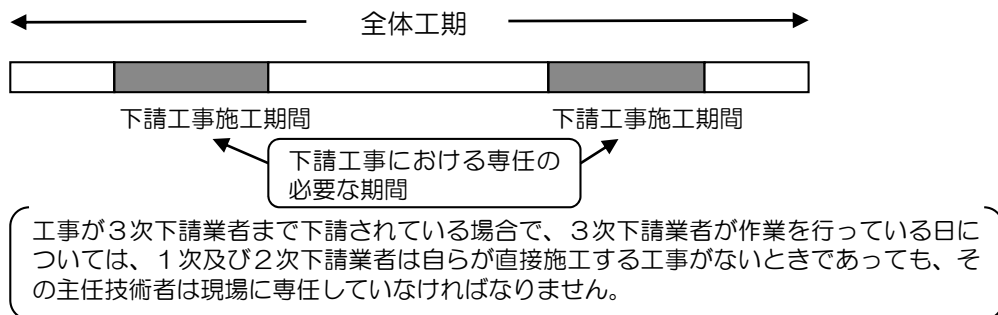 全体工期
下請工事施工期間
下請工事施工期間
下請工事における専任の
必要な期間
工事が３次下請業者まで下請されている場合で、３次下請業者が作業を行っている日に
ついては、１次及び２次下請業者は自らが直接施工する工事がないときであっても、そ
の主任技術者は現場に専任していなければなりません。